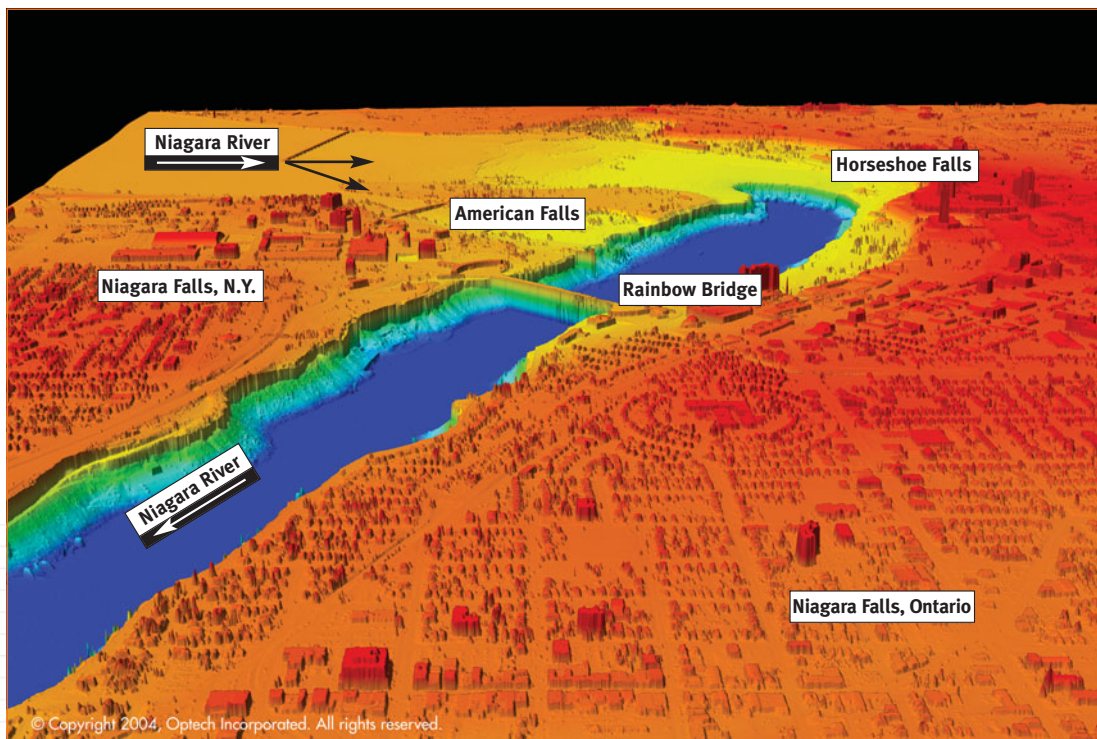 Niagara River
Horseshoe Falls
American Falls
Niagara Falls, N.Y.
Rainbow Bridge
Niagara River
Niagara Falls, Ontario
© Copyright 2004, Optech Incorporated. All rights reserved.